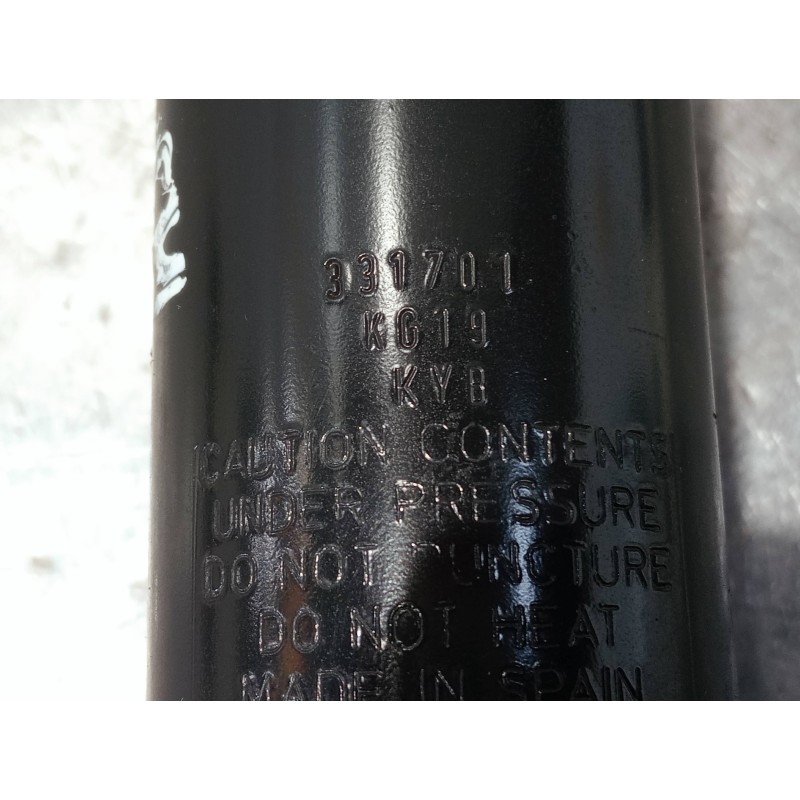 331701
KG19
KYB
CAUTION CONTENTS
UNDER PRESSURE
DO NOT PUNCTURE
DO NOT HEAT
MADE IN SPAIN